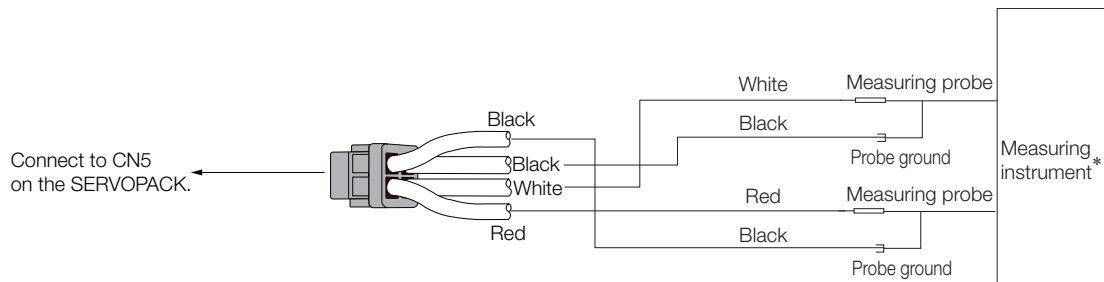 White
Measuring probe
Black
Black
Probe ground
Connect to CN5
on the SERVOPACK.
Black
White
Measuring
instrument*
Measuring probe
Red
Red
Black
Probe ground